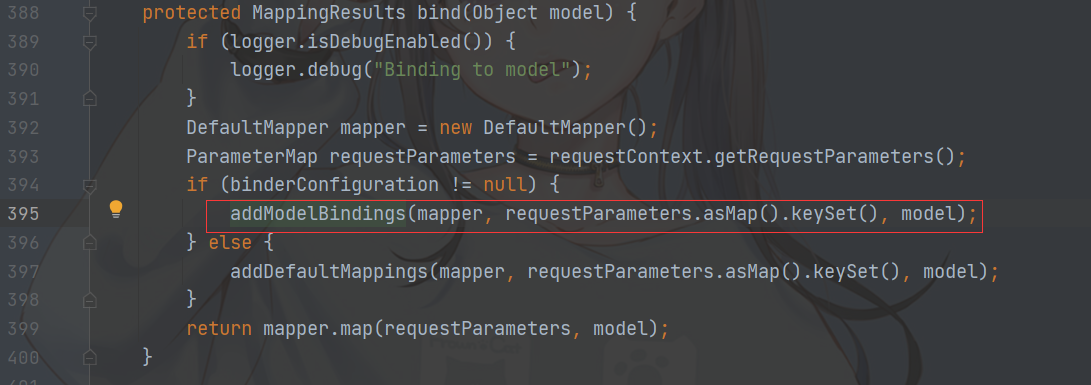 388 protected MappingResults bind(Object model) {
389 if (logger.isDebugEnabled()) {
390 logger.debug("Binding to model");
391 }
392 DefaultMapper mapper = new DefaultMapper();
393 ParameterMap requestParameters = requestContext.getRequestParameters();
394 if (binderConfiguration != null) {
395 addModelBindings(mapper, requestParameters.asMap().keySet(), model);
396 } else {
397 addDefaultMappings(mapper, requestParameters.asMap().keySet(), model);
398 }
399 return mapper.map(requestParameters, model);
400 }